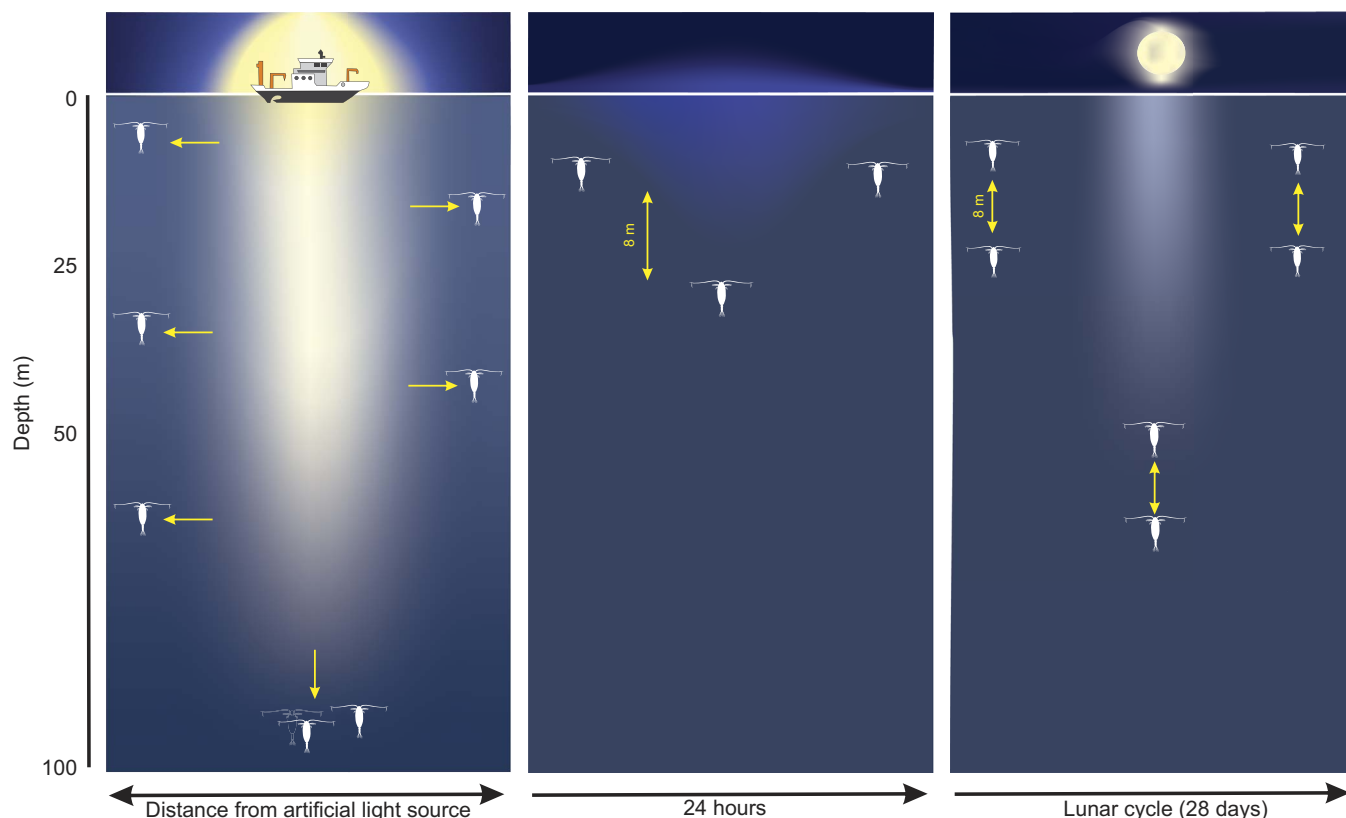 0
25
50
100
Depth (m)
8 m
8 m
Distance from artificial light source
24 hours
Lunar cycle (28 days)